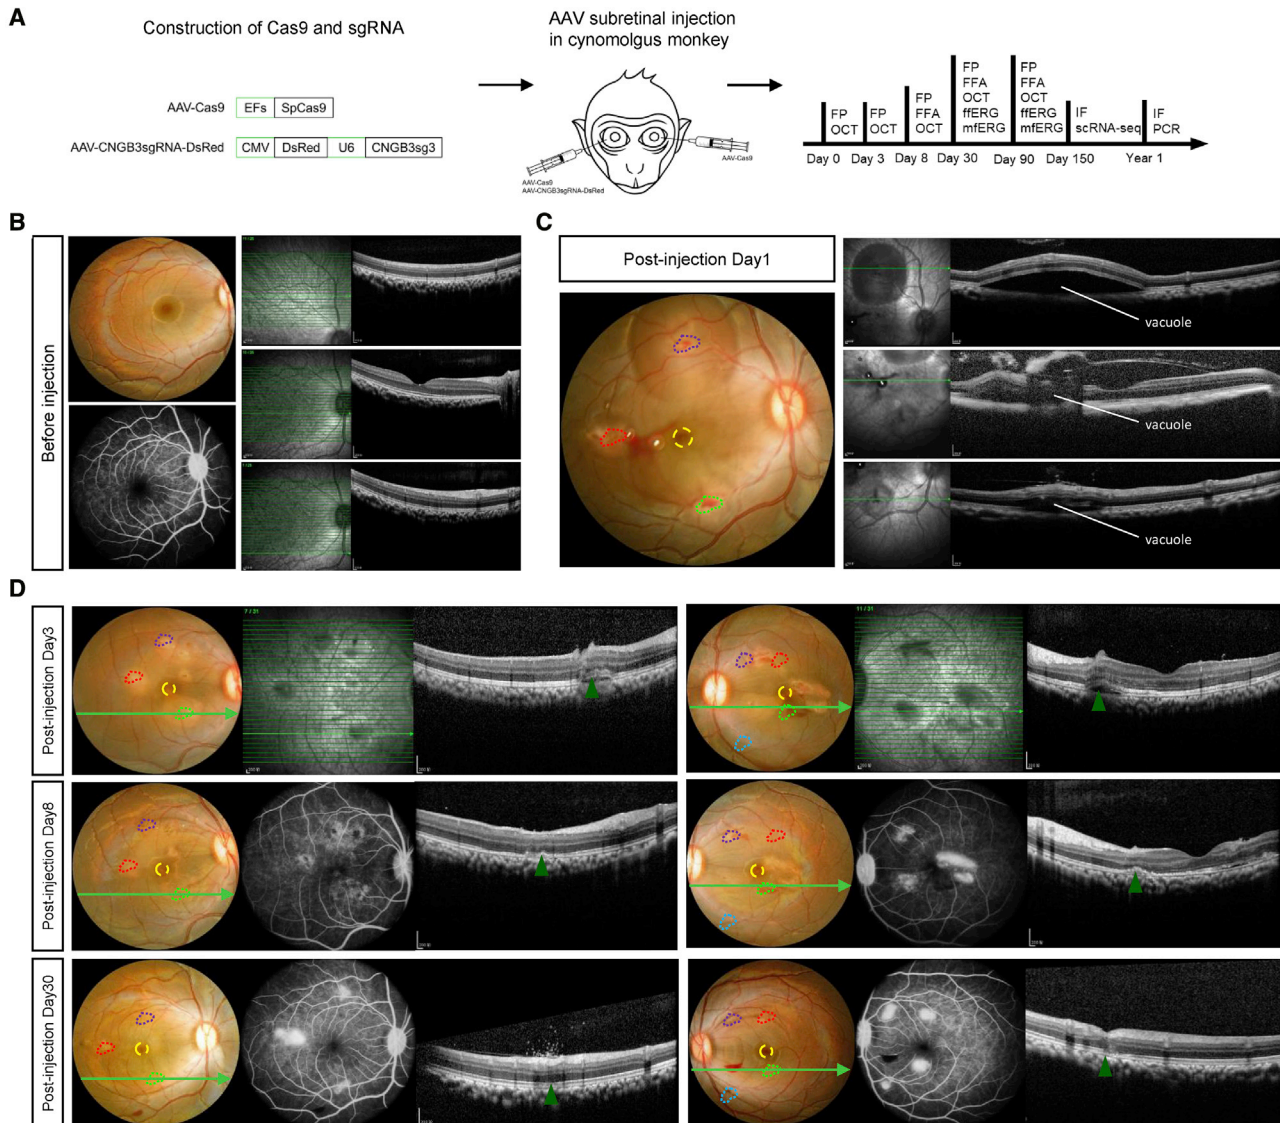 A
Construction of Cas9 and sgRNA
AAV subretinal injection
in cynomolgus monkey
AAV-Cas9
EFs
SpCas9
AAV-CNGB3sgRNA-DsRed
CMV
DsRed
U6
CNGB3sg3
AAV-Cas9
AAV-CNGB3sgRNA-DsRed
AAV-Cas9
FP
OCT
FP
OCT
FP
FFA
OCT
FP
FFA
OCT
ffERG
mfERG
FP
FFA
OCT
ffERG
mfERG
IF
scRNA-seq
IF
PCR
Day 0
Day 3
Day 8
Day 30
Day 90
Day 150
Year 1
B
Before injection
C
Post-injection Day1
vacuole
vacuole
vacuole
D
Post-injection Day3
7 / 31
11 / 31
Post-injection Day8
Post-injection Day30